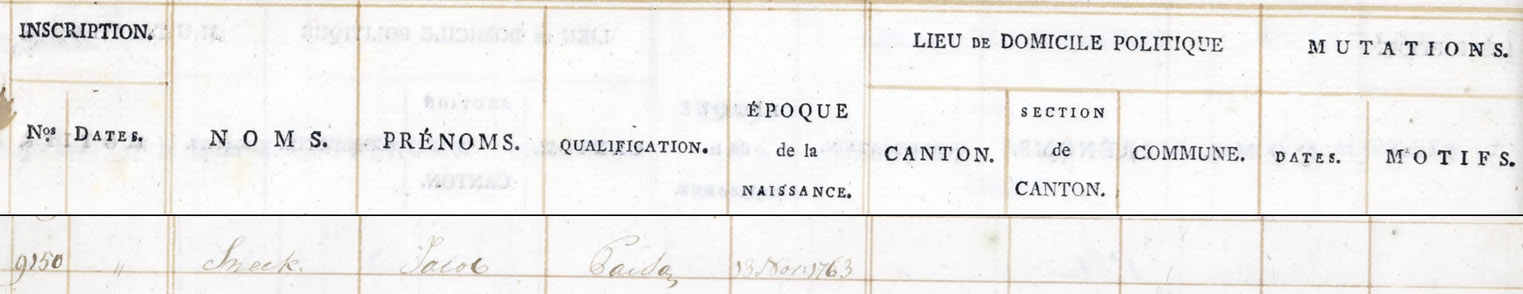 INSCRIPTION.
LIEU DE DOMICILE POLITIQUE
MUTATIONS.
Nos DATES.
NOMS.
PRÉNOMS.
QUALIFICATION.
ÉPOQUE
de la
NAISSANCE.
CANTON.
SECTION
de
CANTON.
COMMUNE.
DATES.
MOTIFS.
9150 " Sneek. Jacob 13 Nov. 1763